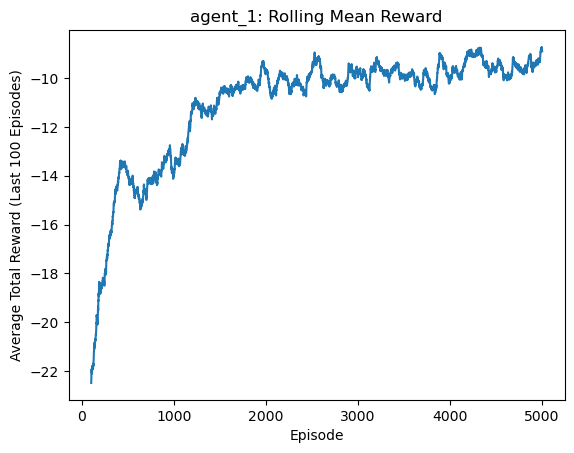 agent_1: Rolling Mean Reward
Average Total Reward (Last 100 Episodes)
−10
−12
−14
−16
−18
−20
−22
0 1000 2000 3000 4000 5000
Episode